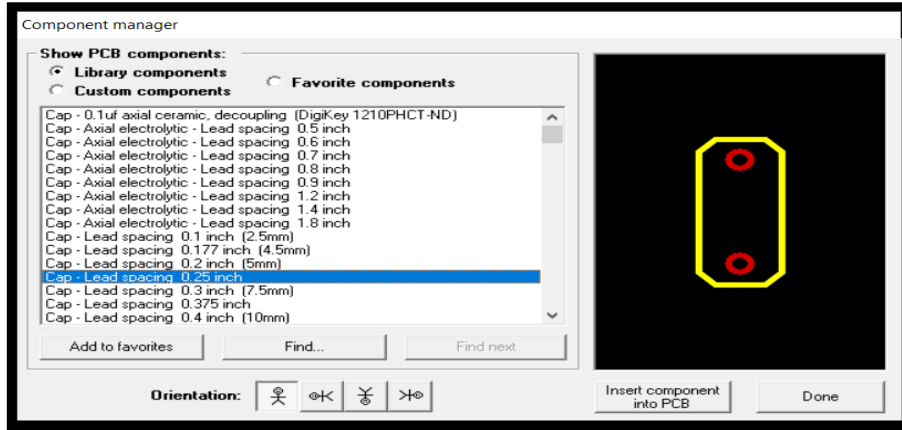 Component manager
Show PCB components:
Library components
Favorite components
Custom components
Cap - 0.1uf axial ceramic, decoupling (DigiKey 1210PHCT-ND)
Cap - Axial electrolytic - Lead spacing 0.5 inch
Cap - Axial electrolytic - Lead spacing 0.6 inch
Cap - Axial electrolytic - Lead spacing 0.7 inch
Cap - Axial electrolytic - Lead spacing 0.8 inch
Cap - Axial electrolytic - Lead spacing 0.9 inch
Cap - Axial electrolytic - Lead spacing 1.2 inch
Cap - Axial electrolytic - Lead spacing 1.4 inch
Cap - Axial electrolytic - Lead spacing 1.8 inch
Cap - Lead spacing 0.1 inch (2.5mm)
Cap - Lead spacing 0.177 inch (4.5mm)
Cap - Lead spacing 0.2 inch (5mm)
Cap - Lead spacing 0.25 inch
Cap - Lead spacing 0.3 inch (7.5mm)
Cap - Lead spacing 0.375 inch
Cap - Lead spacing 0.4 inch (10mm)
Add to favorites
Find...
Find next
Orientation:
Insert component
into PCB
Done